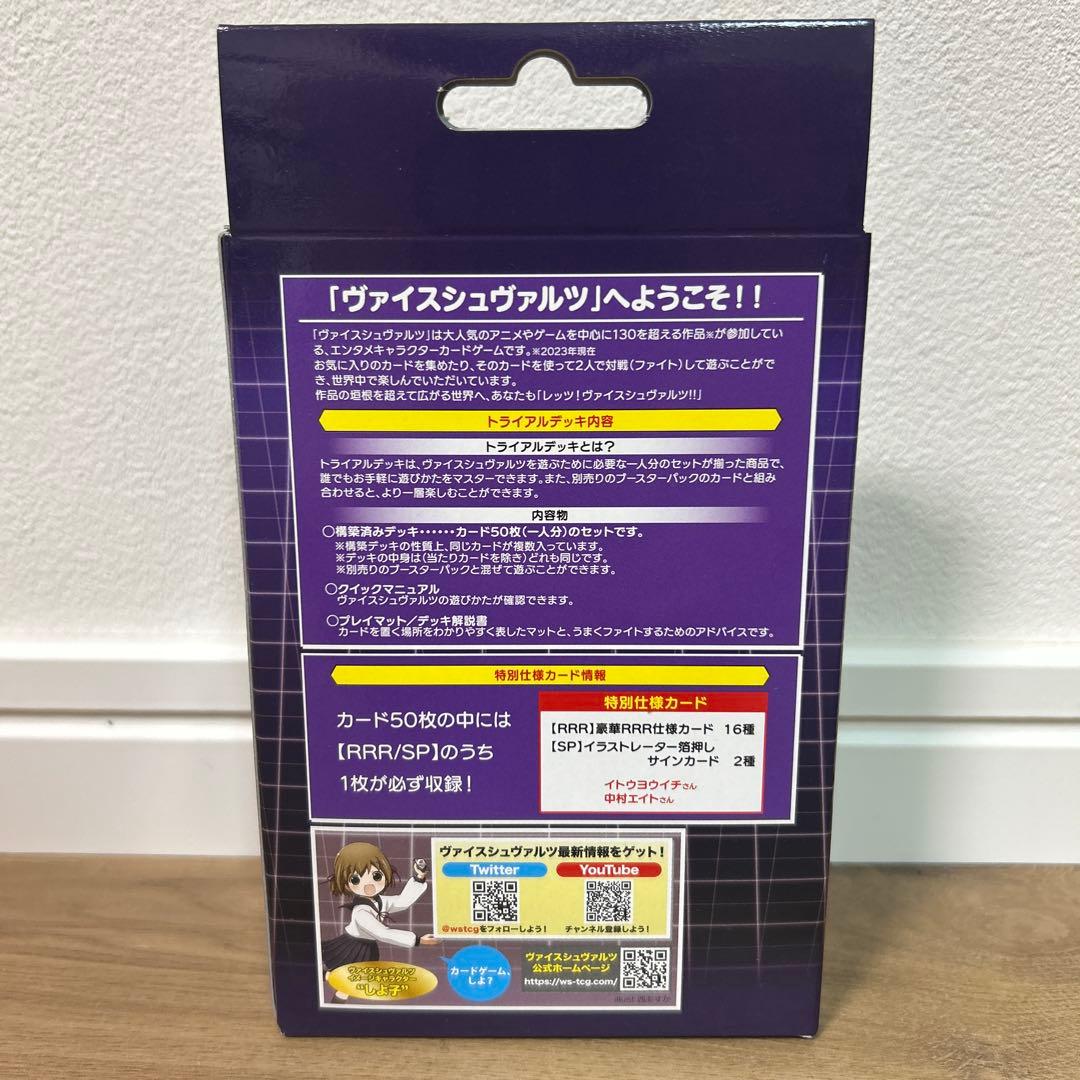 「ヴァイスシュヴァルツ」へようこそ!!
「ヴァイスシュヴァルツ」は大人気のアニメやゲームを中心に130を超える作品※が参加してい
る、エンタメキャラクターカードゲームです。※2023年現在
お気に入りのカードを集めたり、そのカードを使って2人で対戦(ファイト)して遊ぶことがで
き、世界中で楽しんでいただいています。
作品の垣根を超えて広がる世界へ、あなたも「レッツ!ヴァイスシュヴァルツ!!」
トライアルデッキ内容
トライアルデッキとは?
トライアルデッキは、ヴァイスシュヴァルツを遊ぶために必要な一人分のセットが揃った商品で、
誰でもお手軽に遊びかたをマスターできます。また、別売りのブースターパックのカードと組み
合わせると、より一層楽しむことができます。
内容物
○構築済みデッキ‥‥‥カード50枚(一人分)のセットです。
※構築デッキの性質上、同じカードが複数入っています。
※デッキの中身は(当たりカードを除き)どれも同じです。
※別売りのブースターパックと混ぜて遊ぶことができます。
○クイックマニュアル
ヴァイスシュヴァルツの遊びかたが確認できます。
○プレイマット/デッキ解説書
カードを置く場所をわかりやすく表したマットと、うまくファイトするためのアドバイスです。
特別仕様カード情報
カード50枚の中には
【RRR/SP】のうち
1枚が必ず収録!
特別仕様カード
【RRR】豪華RRR仕様カード 16種
【SP】イラストレーター箔押し
サインカード 2種
イトウヨウイチさん
中村エイトさん
ヴァイスシュヴァルツ最新情報をゲット!
Twitter
YouTube
@wstcgをフォローしよう!
チャンネル登録しよう!
ヴァイスシュヴァルツ
イメージキャラクター
"しよ子"
カードゲーム、
しよ?
ヴァイスシュヴァルツ
公式ホームページ
https://ws-tcg.com/